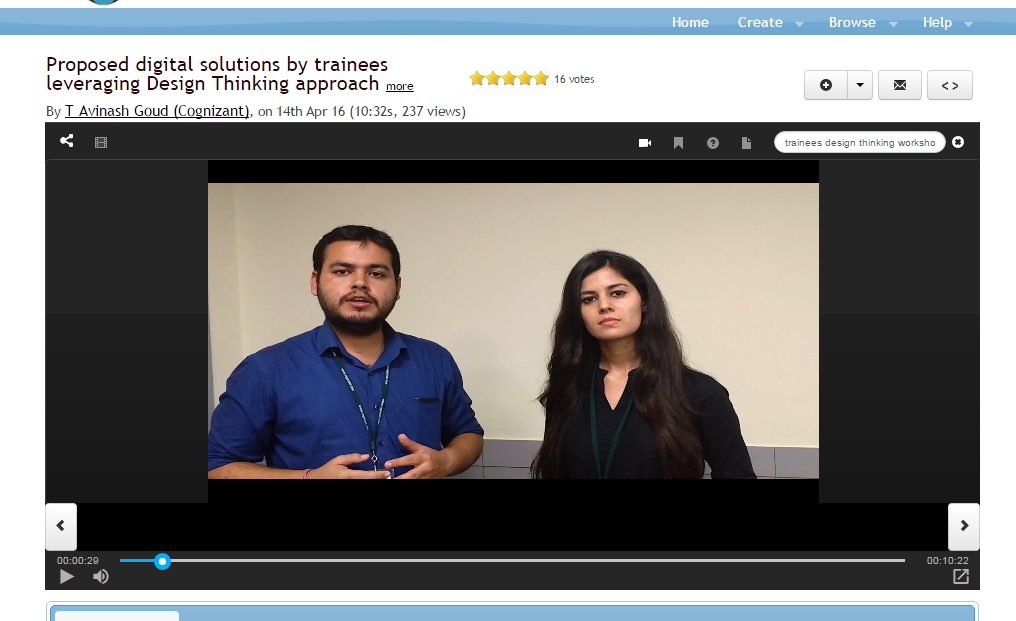 Home Create Browse Help
Proposed digital solutions by trainees
leveraging Design Thinking approach more
16 votes
By T Avinash Goud (Cognizant), on 14th Apr 16 (10:32s, 237 views)
trainees design thinking worksho
00:00:29
00:10:22